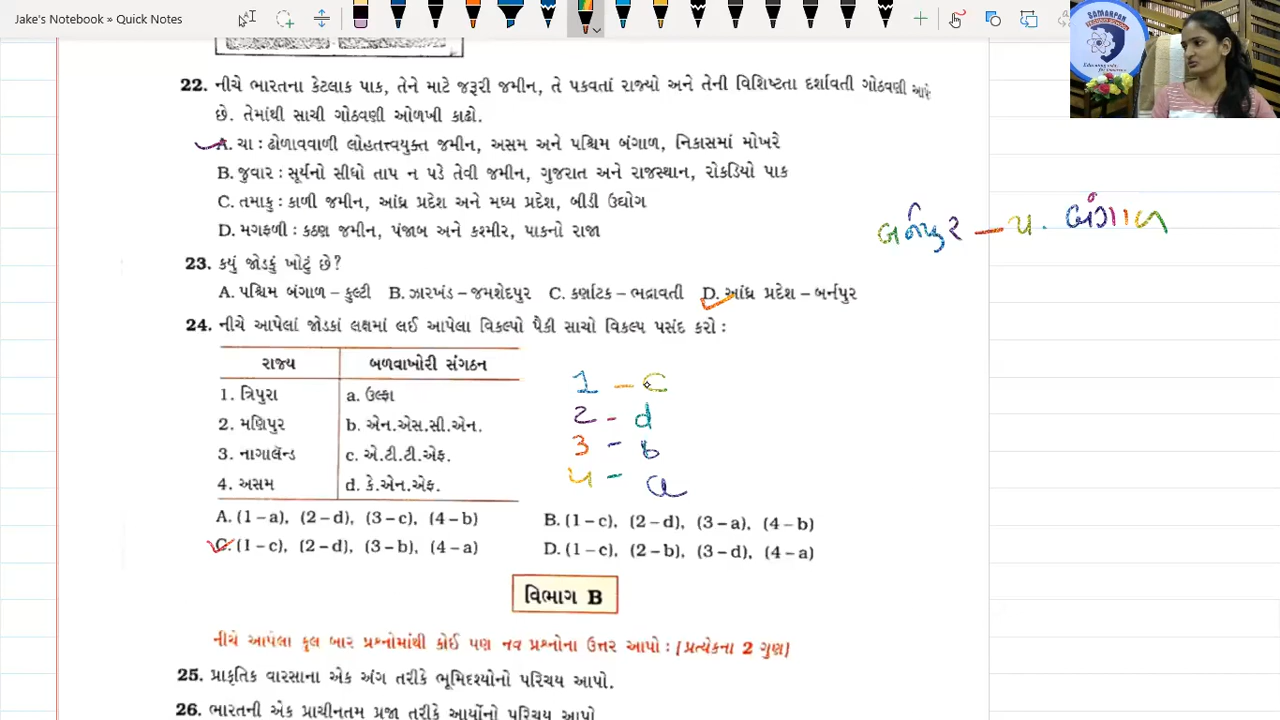 Jake's Notebook » Quick Notes
SAMARPAN
22. નીચે ભારતના કેટલાક પાક, તેને માટે જરૂરી જમીન, તે પકવતાં રાજ્યો અને તેની વિશિષ્ટતા દર્શાવતી ગોઠવણી આપેલ
છે. તેમાંથી સાચી ગોઠવણી ઓળખી કાઢો.
A. ચા : ઢોળાવવાળી લોહતત્ત્વયુક્ત જમીન, અસમ અને પશ્ચિમ બંગાળ, નિકાસમાં મોખરે
B. જુવાર : સૂર્યનો સીધો તાપ ન પડે તેવી જમીન, ગુજરાત અને રાજસ્થાન, રોકડિયો પાક
C. તમાકુ : કાળી જમીન, આંધ્ર પ્રદેશ અને મધ્ય પ્રદેશ, બીડી ઉદ્યોગ
D. મગફળી : કઠણ જમીન, પંજાબ અને કશ્મીર, પાકનો રાજા
બર્નપુર – પ. બંગાળ
23. કયું જોડકું ખોટું છે?
A. પશ્ચિમ બંગાળ – કુલ્ટી B. ઝારખંડ – જમશેદપુર C. કર્ણાટક – ભદ્રાવતી D. આંધ્ર પ્રદેશ – બર્નપુર
24. નીચે આપેલાં જોડકાં લક્ષમાં લઈ આપેલા વિકલ્પો પૈકી સાચો વિકલ્પ પસંદ કરો :
રાજ્ય બળવાખોરી સંગઠન
1. ત્રિપુરા a. ઉલ્ફા 1 – c
2. મણિપુર b. એન.એસ.સી.એન. 2 - d
3. નાગાલૅન્ડ c. એ.ટી.ટી.એફ. 3 - b
4. અસમ d. કે.એન.એફ. 4 - a
A. (1 – a), (2 – d), (3 – c), (4 – b) B. (1 – c), (2 – d), (3 – a), (4 – b)
C. (1 – c), (2 – d), (3 – b), (4 – a) D. (1 – c), (2 – b), (3 – d), (4 – a)
વિભાગ B
નીચે આપેલા કૂલ બાર પ્રશ્નોમાંથી કોઈ પણ નવ પ્રશ્નોના ઉત્તર આપો : [પ્રત્યેકના 2 ગુણ]
25. પ્રાકૃતિક વારસાના એક અંગ તરીકે ભૂમિદૃશ્યોનો પરિચય આપો.
26. ભારતની એક પ્રાચીનતમ પ્રજા તરીકે આર્યોનો પરિચય આપો